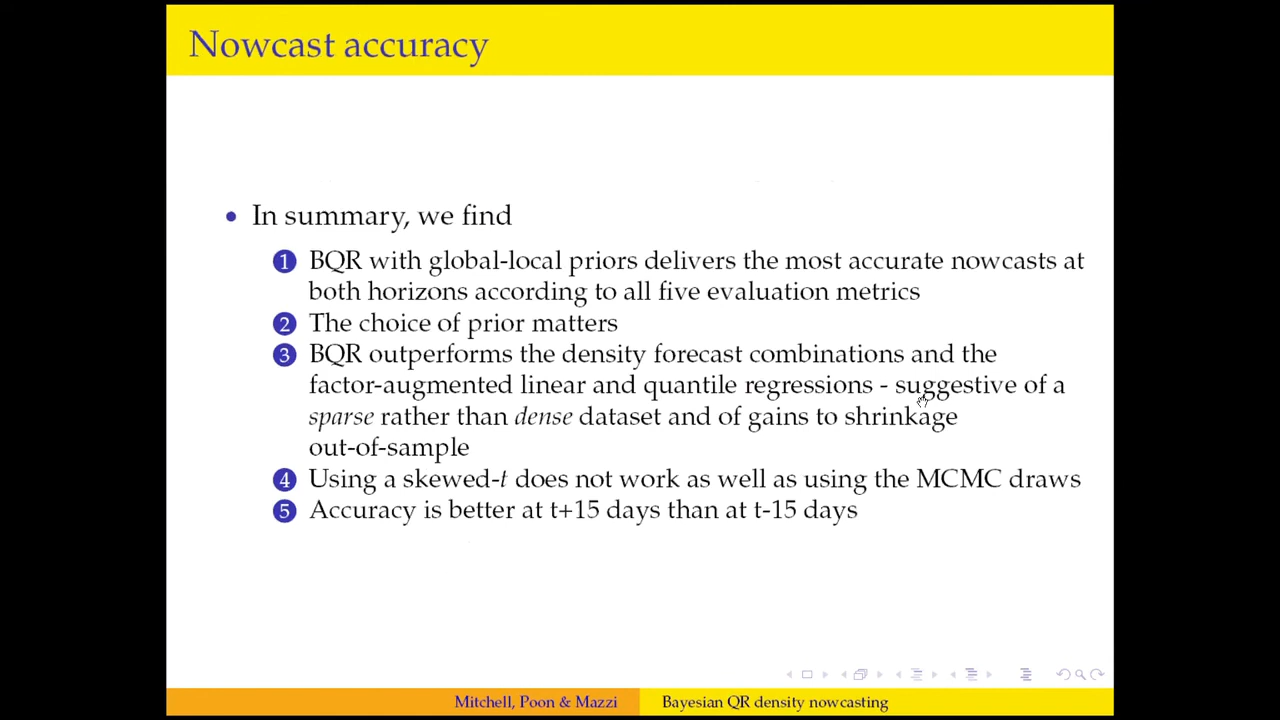 Nowcast accuracy
• In summary, we find
1 BQR with global-local priors delivers the most accurate nowcasts at
both horizons according to all five evaluation metrics
2 The choice of prior matters
3 BQR outperforms the density forecast combinations and the
factor-augmented linear and quantile regressions - suggestive of a
sparse rather than dense dataset and of gains to shrinkage
out-of-sample
4 Using a skewed-t does not work as well as using the MCMC draws
5 Accuracy is better at t+15 days than at t-15 days
Mitchell, Poon & Mazzi
Bayesian QR density nowcasting